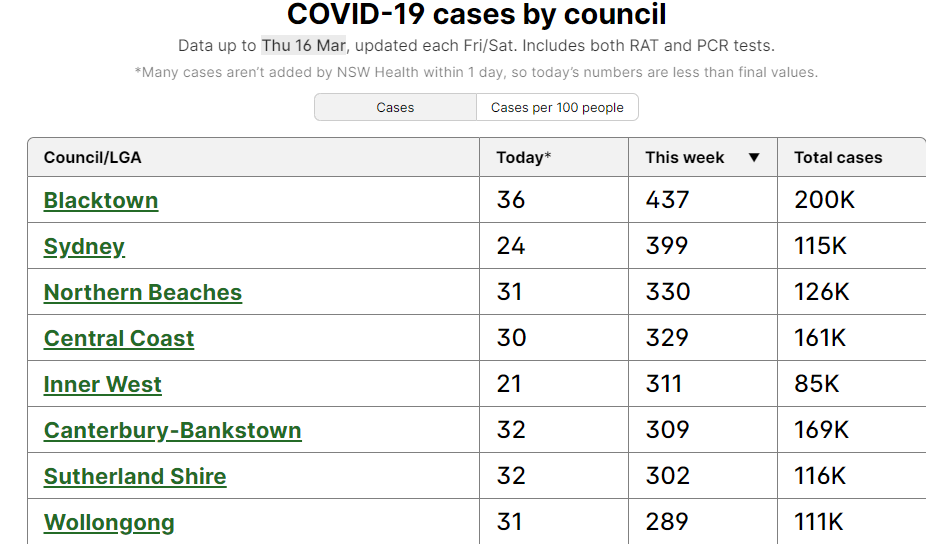 COVID-19 cases by council
Data up to Thu 16 Mar, updated each Fri/Sat. Includes both RAT and PCR tests.
*Many cases aren't added by NSW Health within 1 day, so today's numbers are less than final values.
Cases Cases per 100 people
Council/LGA Today* This week ▼ Total cases
Blacktown 36 437 200K
Sydney 24 399 115K
Northern Beaches 31 330 126K
Central Coast 30 329 161K
Inner West 21 311 85K
Canterbury-Bankstown 32 309 169K
Sutherland Shire 32 302 116K
Wollongong 31 289 111K